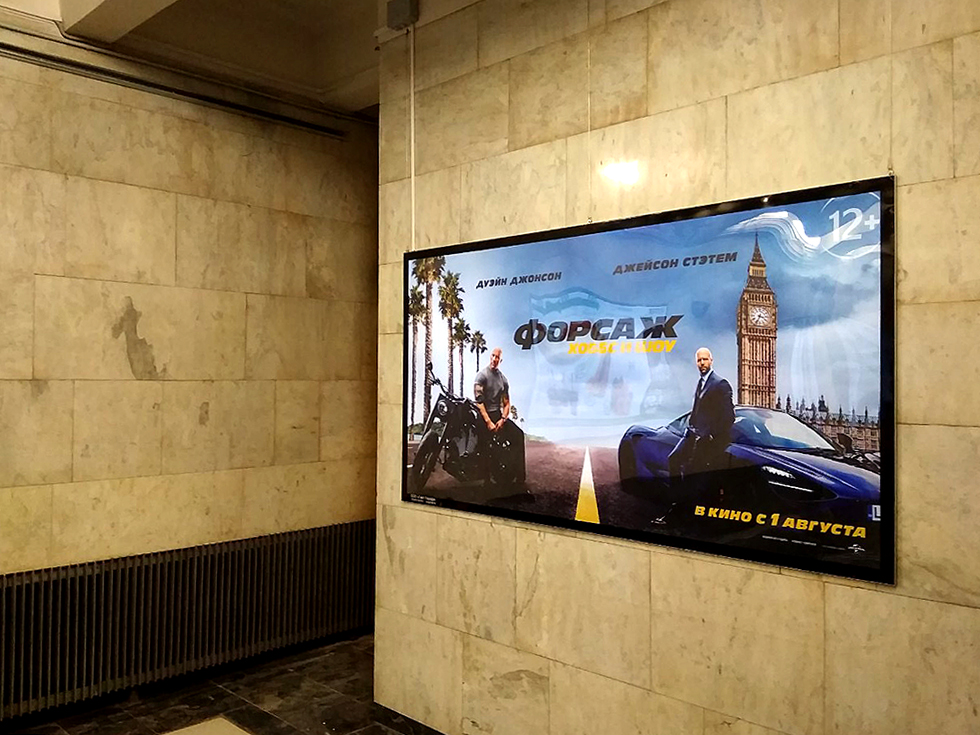 12+
ДУЭЙН ДЖОНСОН
ДЖЕЙСОН СТЭТЕМ
ФОРСАЖ
ХОББС И ШОУ
В КИНО С 1 АВГУСТА